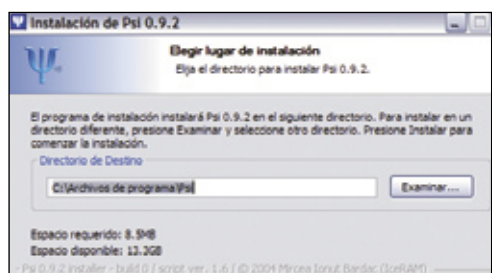 Instalación de Psi 0.9.2
Elegir lugar de instalación
Elija el directorio para instalar Psi 0.9.2.
El programa de instalación instalará Psi 0.9.2 en el siguiente directorio. Para instalar en un
directorio diferente, presione Examinar y seleccione otro directorio. Presione Instalar para
comenzar la instalación.
Directorio de Destino
C:\Archivos de programa\Psi
Examinar...
Espacio requerido: 8.5MB
Espacio disponible: 13.3GB
Psi 0.9.2 installer - build 0 / script ver. 1.6 / © 2004 Mircea Ionut Bardac (IceRAM)